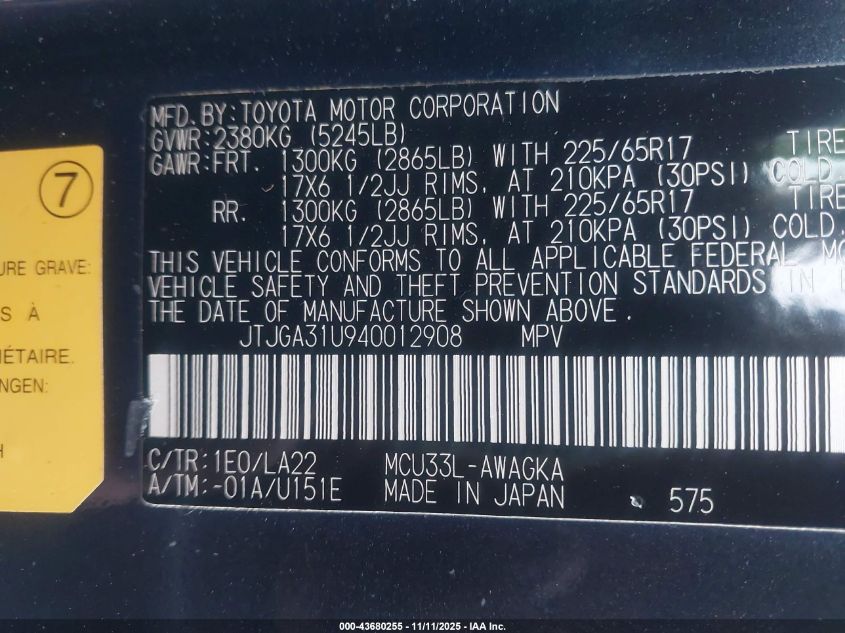 MFD.BY:TOYOTA MOTOR CORPORATION
GVWR:2380KG (5245LB)
GAWR:FRT. 1300KG (2865LB) WITH 225/65R17 TIRE
17X6 1/2JJ RIMS, AT 210KPA (30PSI) COLD.
RR. 1300KG (2865LB) WITH 225/65R17 TIRE
17X6 1/2JJ RIMS, AT 210KPA (30PSI) COLD.
THIS VEHICLE CONFORMS TO ALL APPLICABLE FEDERAL MO
VEHICLE SAFETY AND THEFT PREVENTION STANDARDS IN
THE DATE OF MANUFACTURE SHOWN ABOVE.
JTJGA31U940012908 MPV
C/TR:1E0/LA22 MCU33L-AWAGKA
A/TM:-01A/U151E MADE IN JAPAN 575
7
URE GRAVE:
S À
IÉTAIRE.
NGEN:
H
000-43680255 - 11/11/2025 - IAA Inc.